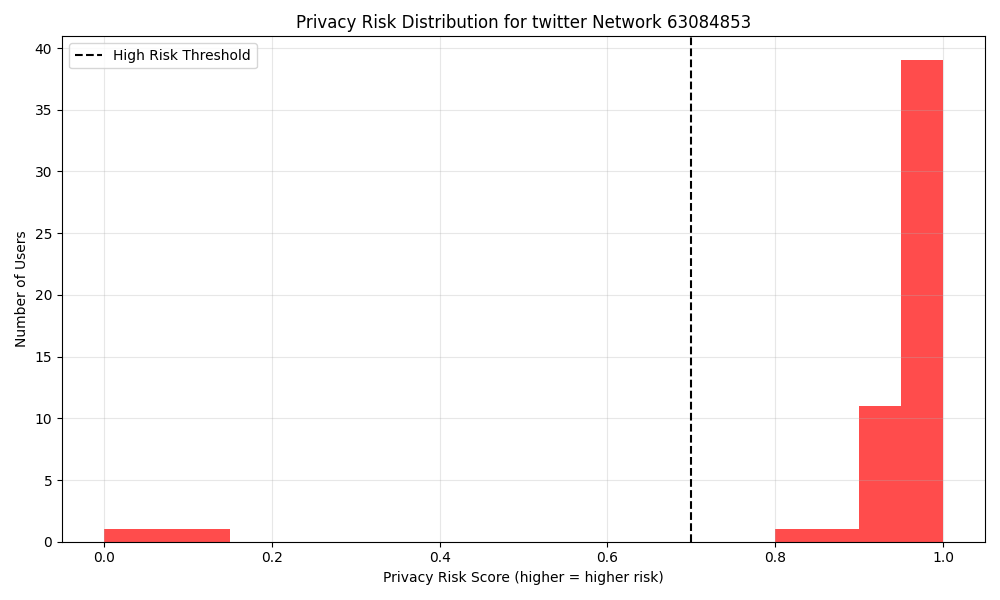 Privacy Risk Distribution for twitter Network 63084853
High Risk Threshold
Number of Users
40
35
30
25
20
15
10
5
0
0.0 0.2 0.4 0.6 0.8 1.0
Privacy Risk Score (higher = higher risk)